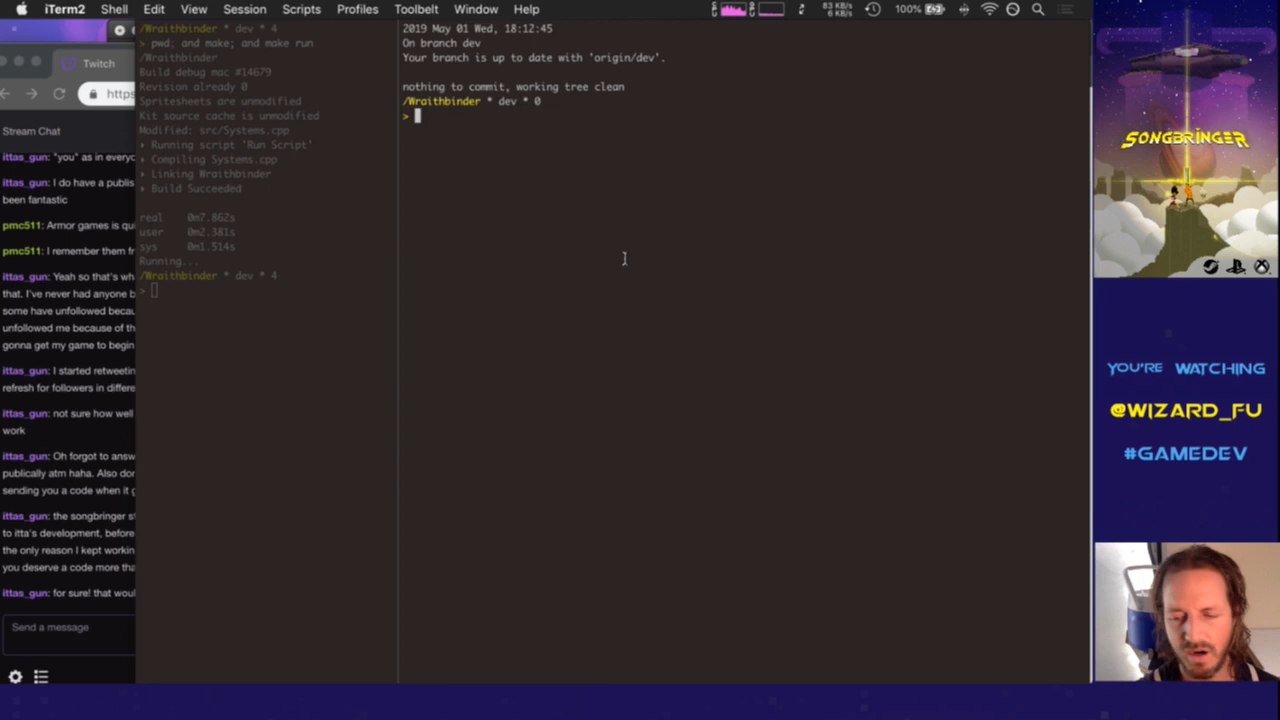 iTerm2 Shell Edit View Session Scripts Profiles Toolbelt Window Help
83 KB/s
6 KB/s
100%
Twitch
https
Stream Chat
ittas_gun: "you" as in everyo
ittas_gun: I do have a publis
been fantastic
pmc511: Armor games is qui
pmc511: I remember them fr
ittas_gun: Yeah so that's wh
that. I've never had anyone b
some have unfollowed becau
unfollowed me because of th
gonna get my game to begin
ittas_gun: I started retweetin
refresh for followers in differe
ittas_gun: not sure how well
work
ittas_gun: Oh forgot to answ
publically atm haha. Also don
sending you a code when it g
ittas_gun: the songbringer st
to itta's development, before
the only reason I kept workin
you deserve a code more tha
ittas_gun: for sure! that woul
Send a message
/Wraithbinder * dev * 4
> pwd; and make; and make run
/Wraithbinder
Build debug mac #14679
Revision already 0
Spritesheets are unmodified
Kit source cache is unmodified
Modified: src/Systems.cpp
Running script 'Run Script'
Compiling Systems.cpp
Linking Wraithbinder
Build Succeeded
real 0m7.862s
user 0m2.381s
sys 0m1.514s
Running...
/Wraithbinder * dev * 4
>
2019 May 01 Wed, 18:12:45
On branch dev
Your branch is up to date with 'origin/dev'.
nothing to commit, working tree clean
/Wraithbinder * dev * 0
>
SONGBRINGER
YOU'RE WATCHING
@WIZARD_FU
#GAMEDEV